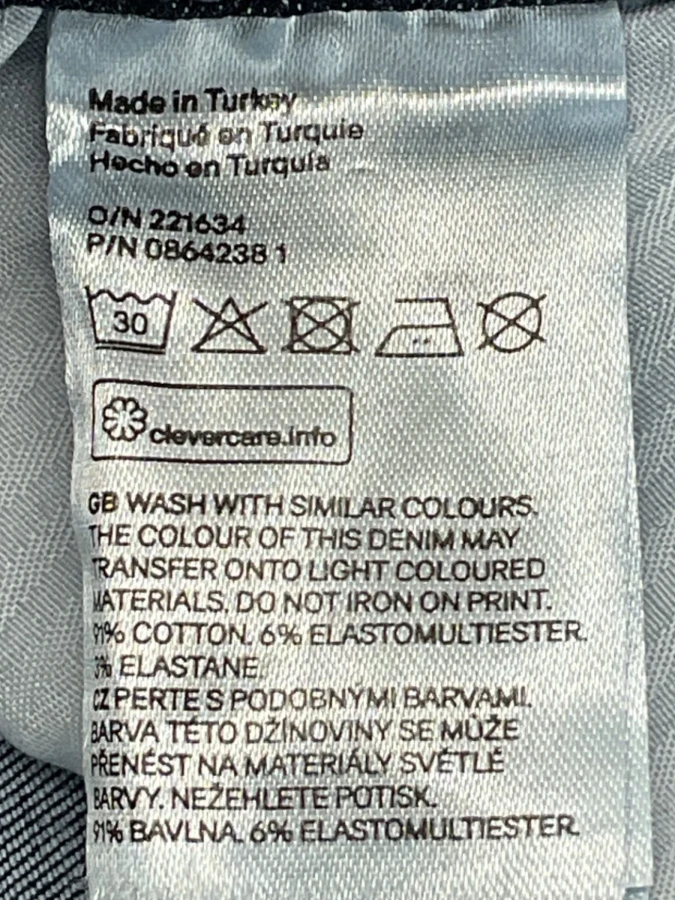 Made in Turkey
Fabriqué en Turquie
Hecho en Turquía
O/N 221634
P/N 0864238 1
30
clevercare.info
GB WASH WITH SIMILAR COLOURS.
THE COLOUR OF THIS DENIM MAY
TRANSFER ONTO LIGHT COLOURED
MATERIALS. DO NOT IRON ON PRINT.
91% COTTON. 6% ELASTOMULTIESTER.
3% ELASTANE.
CZ PERTE S PODOBNÝMI BARVAMI.
BARVA TÉTO DŽÍNOVINY SE MŮŽE
PŘENÉST NA MATERIÁLY SVĚTLÉ
BARVY. NEŽEHLETE POTISK.
91% BAVLNA. 6% ELASTOMULTIESTER.